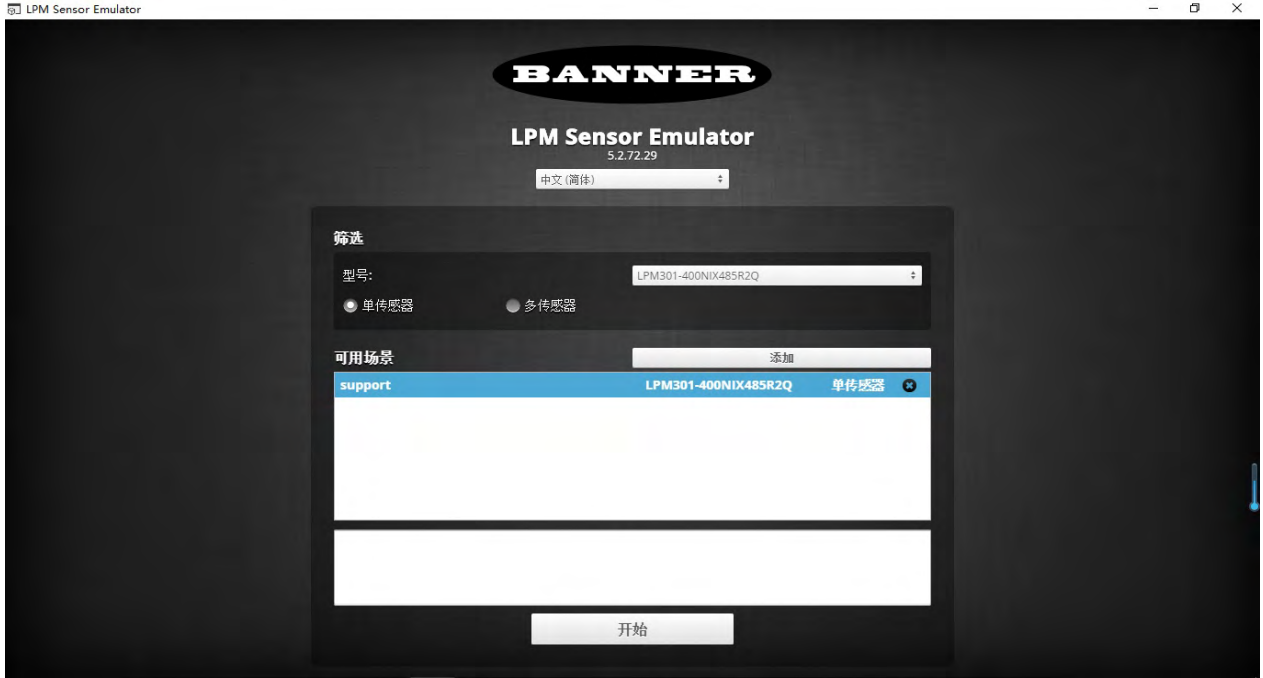 LPM Sensor Emulator
BANNER
LPM Sensor Emulator
5.2.72.29
中文 (简体)
筛选
型号: LPM301-400NIX485R2Q
单传感器 多传感器
可用场景 添加
support LPM301-400NIX485R2Q 单传感器
开始